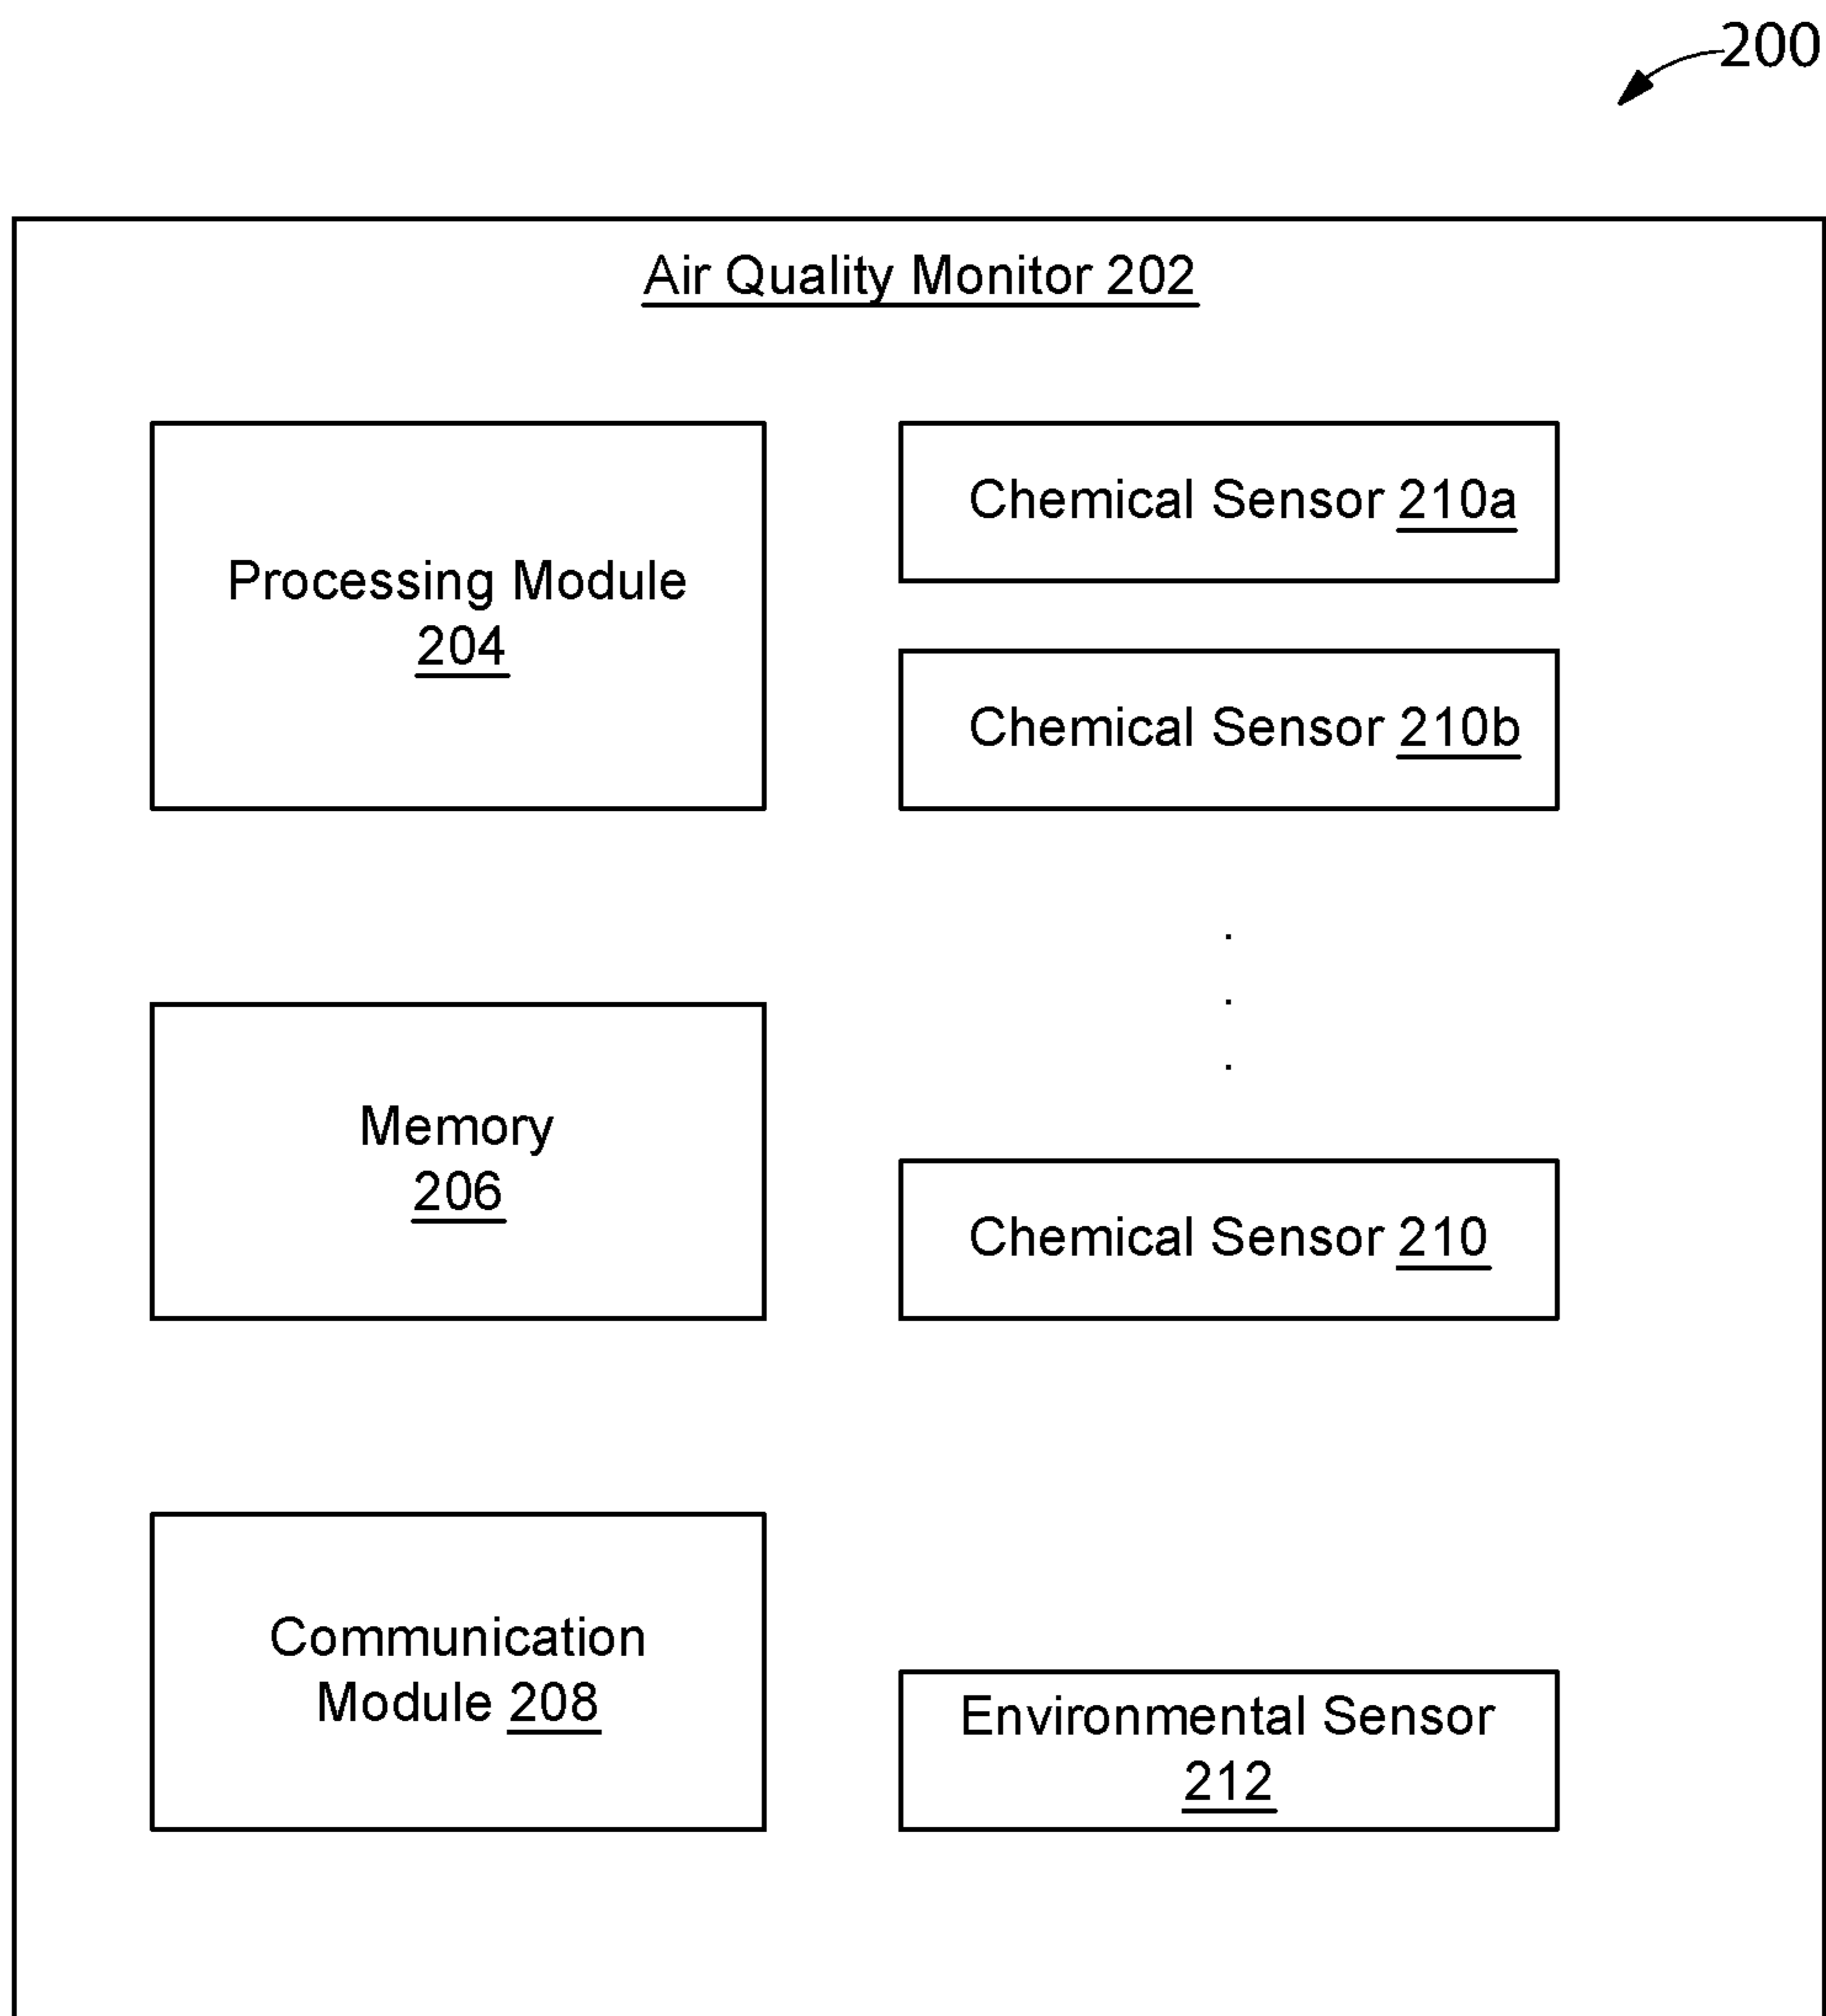 200
Air Quality Monitor 202
Processing Module
204
Chemical Sensor 210a
Chemical Sensor 210b
Memory
206
Chemical Sensor 210
Communication
Module 208
Environmental Sensor
212